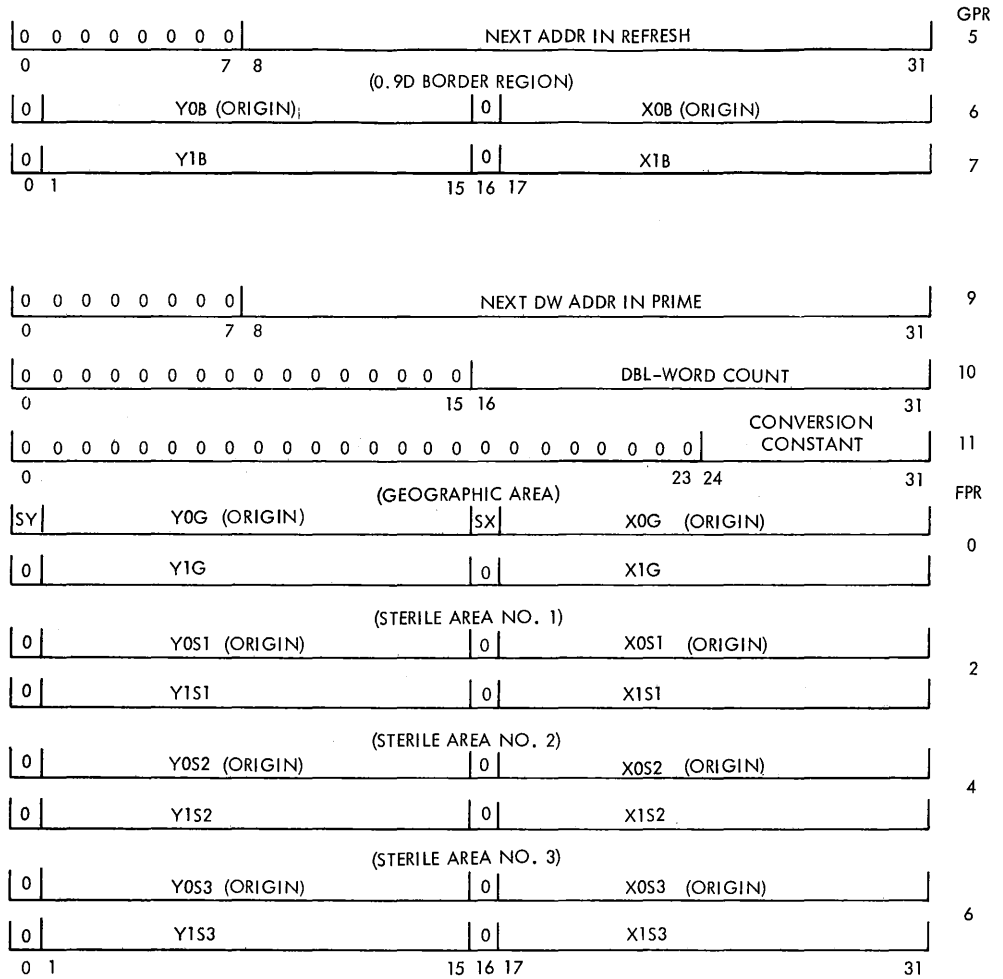 GPR
0 0 0 0 0 0 0 0 NEXT ADDR IN REFRESH 5
0 7 8 31
(0.9D BORDER REGION)
0 Y0B (ORIGIN) 0 X0B (ORIGIN) 6
0 Y1B 0 X1B 7
0 1 15 16 17
0 0 0 0 0 0 0 0 NEXT DW ADDR IN PRIME 9
0 7 8 31
0 0 0 0 0 0 0 0 0 0 0 0 0 0 0 0 DBL-WORD COUNT 10
0 15 16 31
CONVERSION
0 0 0 0 0 0 0 0 0 0 0 0 0 0 0 0 0 0 0 0 0 0 0 0 CONSTANT 11
0 23 24 31
(GEOGRAPHIC AREA) FPR
SY Y0G (ORIGIN) SX X0G (ORIGIN)
0
0 Y1G 0 X1G
(STERILE AREA NO. 1)
0 Y0S1 (ORIGIN) 0 X0S1 (ORIGIN)
2
0 Y1S1 0 X1S1
(STERILE AREA NO. 2)
0 Y0S2 (ORIGIN) 0 X0S2 (ORIGIN)
4
0 Y1S2 0 X1S2
(STERILE AREA NO. 3)
0 Y0S3 (ORIGIN) 0 X0S3 (ORIGIN)
6
0 Y1S3 0 X1S3
0 1 15 16 17 31